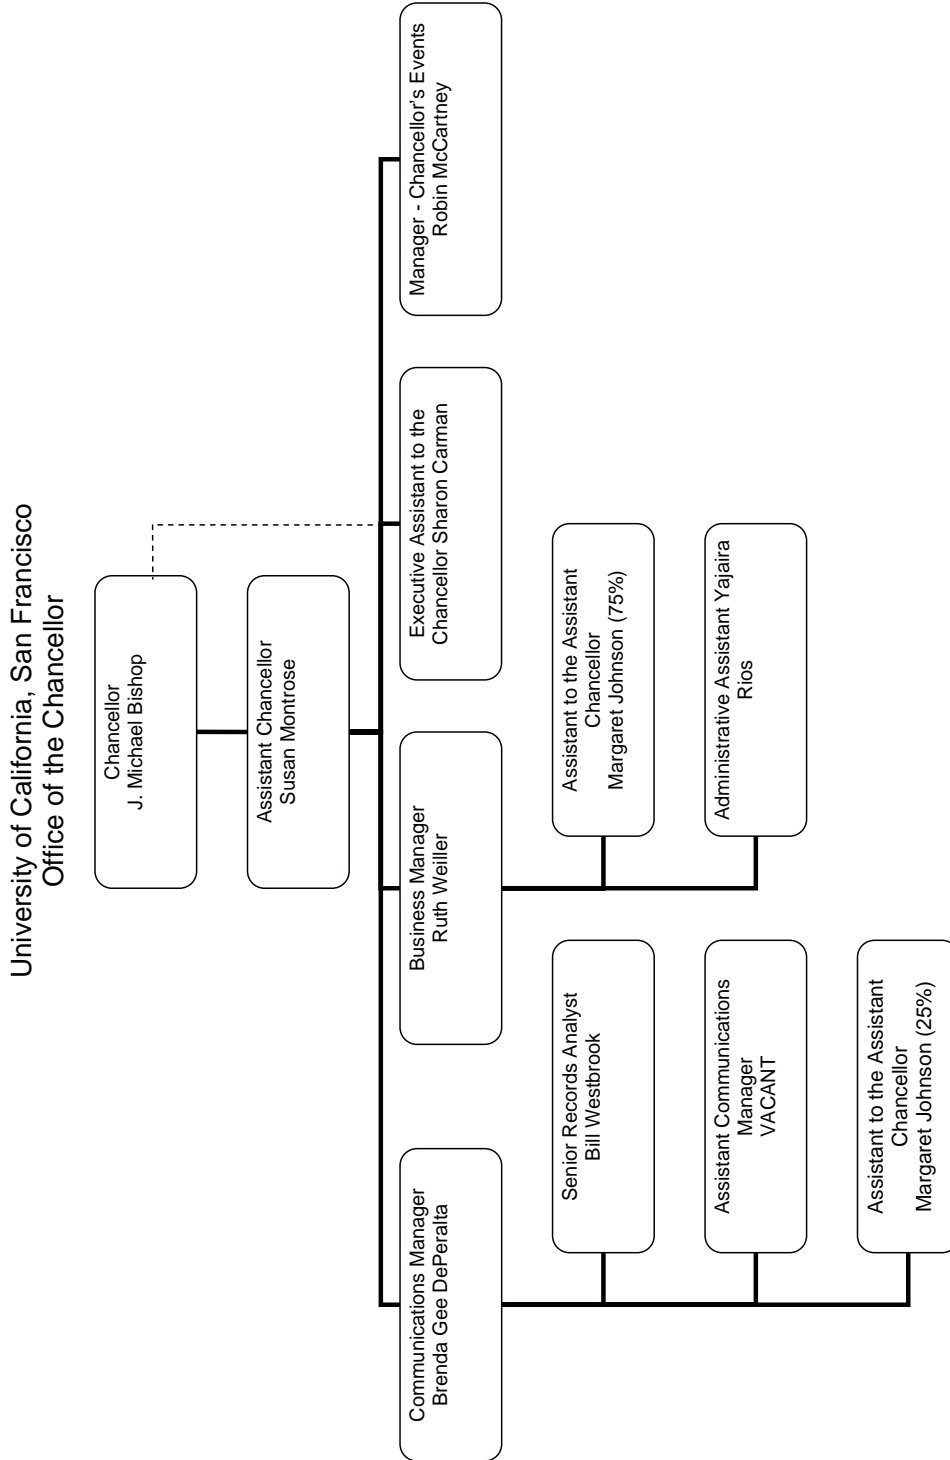 University of California, San Francisco
Office of the Chancellor
Chancellor
J. Michael Bishop
Assistant Chancellor
Susan Montrose
Communications Manager
Brenda Gee DePeralta
Business Manager
Ruth Weiller
Executive Assistant to the
Chancellor Sharon Carman
Manager - Chancellor's Events
Robin McCartney
Senior Records Analyst
Bill Westbrook
Assistant Communications
Manager
VACANT
Assistant to the Assistant
Chancellor
Margaret Johnson (25%)
Assistant to the Assistant
Chancellor
Margaret Johnson (75%)
Administrative Assistant Yajaira
Rios